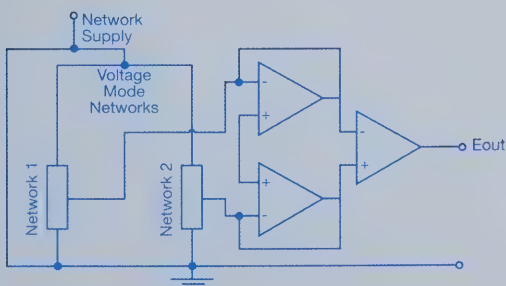 Network
Supply
Voltage
Mode
Networks
Network 1
Network 2
-
+
+
-
-
+
Eout